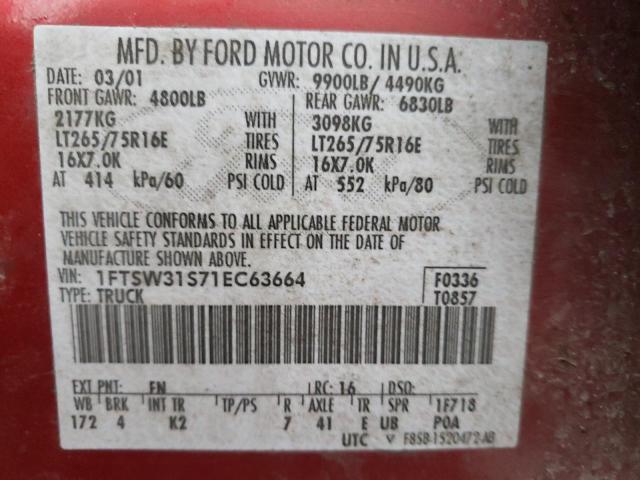 MFD. BY FORD MOTOR CO. IN U.S.A.
DATE: 03/01 GVWR: 9900LB/ 4490KG
FRONT GAWR: 4800LB REAR GAWR: 6830LB
2177KG WITH 3098KG WITH
LT265/75R16E TIRES LT265/75R16E TIRES
16X7.0K RIMS 16X7.0K RIMS
AT 414 kPa/60 PSI COLD AT 552 kPa/80 PSI COLD
THIS VEHICLE CONFORMS TO ALL APPLICABLE FEDERAL MOTOR
VEHICLE SAFETY STANDARDS IN EFFECT ON THE DATE OF
MANUFACTURE SHOWN ABOVE.
VIN: 1FTSW31S71EC63664 F0336
TYPE: TRUCK T0857
EXT PNT: FN RC: 16 DSO:
WB BRK INT TR TP/PS R AXLE TR SPR 1F718
172 4 K2 7 41 E UB POA
UTC V F85B-1520472-AB